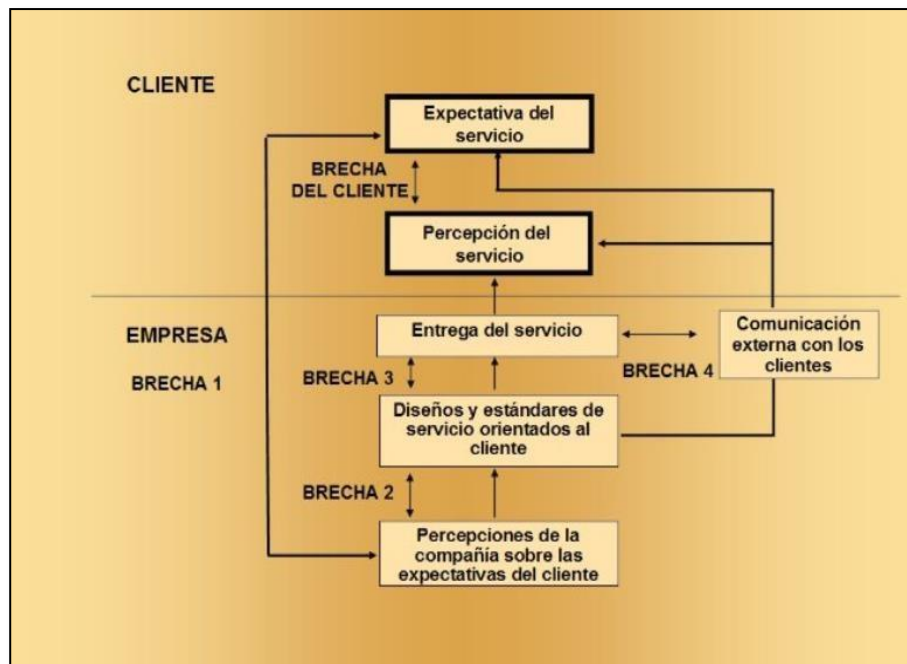 CLIENTE
Expectativa del
servicio
BRECHA
DEL CLIENTE
Percepción del
servicio
EMPRESA
Entrega del servicio
Comunicación
externa con los
clientes
BRECHA 1
BRECHA 3
BRECHA 4
Diseños y estándares de
servicio orientados al
cliente
BRECHA 2
Percepciones de la
compañía sobre las
expectativas del cliente